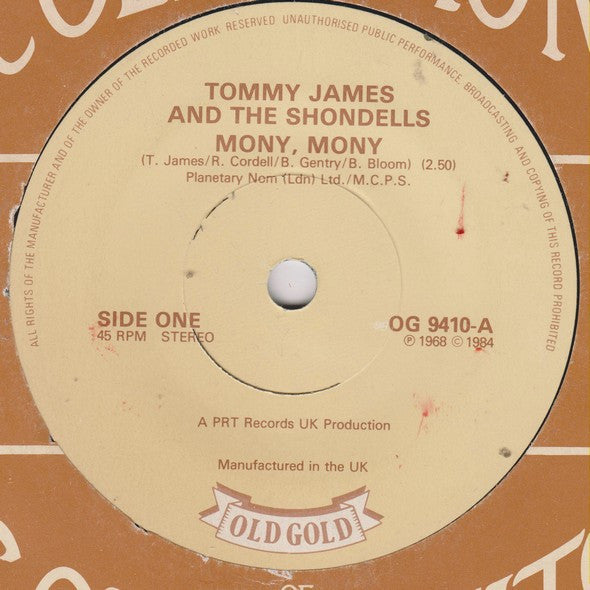 ALL RIGHTS OF THE MANUFACTURER AND OF THE OWNER OF THE RECORDED WORK RESERVED UNAUTHORISED PUBLIC PERFORMANCE BROADCASTING AND COPYING OF THIS RECORD PROHIBITED
TOMMY JAMES
AND THE SHONDELLS
MONY, MONY
(T. James/R. Cordell/B. Gentry/B. Bloom) (2.50)
Planetary Nom (Ldn) Ltd./M.C.P.S.
SIDE ONE
45 RPM STEREO
OG 9410-A
℗ 1968 © 1984
A PRT Records UK Production
Manufactured in the UK
OLD GOLD
OF